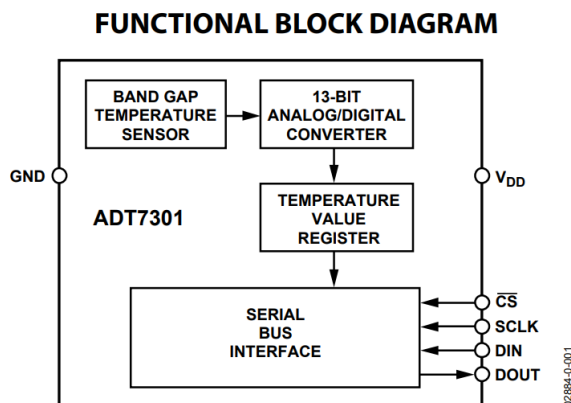 FUNCTIONAL BLOCK DIAGRAM
BAND GAP
TEMPERATURE
SENSOR
13-BIT
ANALOG/DIGITAL
CONVERTER
GND
VDD
ADT7301
TEMPERATURE
VALUE
REGISTER
SERIAL
BUS
INTERFACE
CS
SCLK
DIN
DOUT
02884-0-001